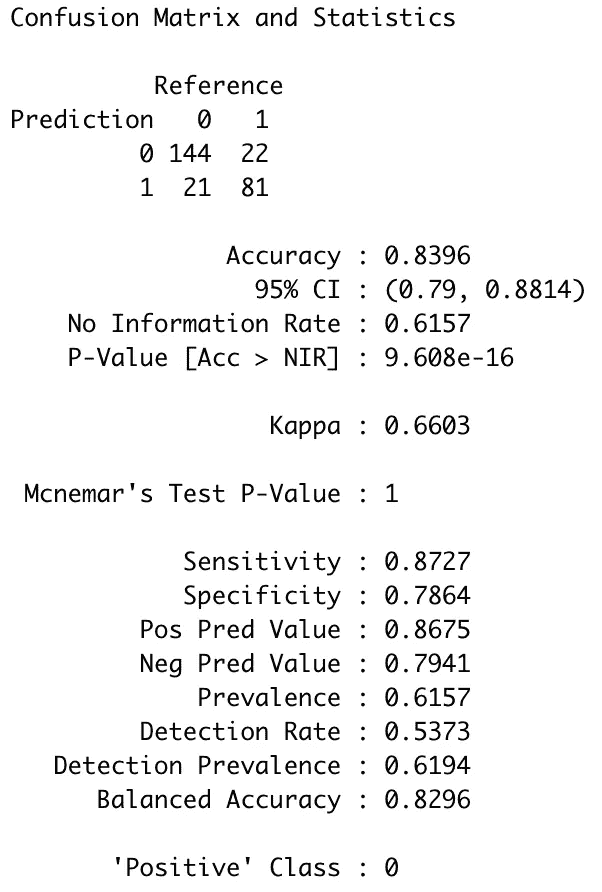 Confusion Matrix and Statistics
Reference
Prediction 0 1
0 144 22
1 21 81
Accuracy : 0.8396
95% CI : (0.79, 0.8814)
No Information Rate : 0.6157
P-Value [Acc > NIR] : 9.608e-16
Kappa : 0.6603
Mcnemar's Test P-Value : 1
Sensitivity : 0.8727
Specificity : 0.7864
Pos Pred Value : 0.8675
Neg Pred Value : 0.7941
Prevalence : 0.6157
Detection Rate : 0.5373
Detection Prevalence : 0.6194
Balanced Accuracy : 0.8296
'Positive' Class : 0